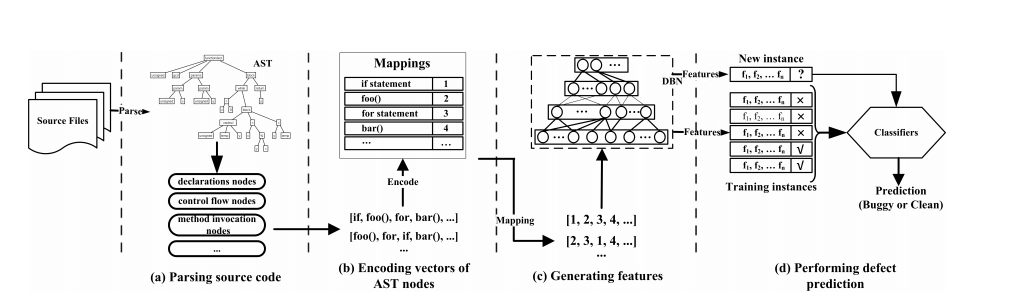 Source Files
Parse
AST
declarations nodes
control flow nodes
method invocation
nodes
...
(a) Parsing source code
Mappings
if statement 1
foo() 2
for statement 3
bar() 4
... ...
Encode
[if, foo(), for, bar(), ...]
[foo(), for, if, bar(), ...]
...
(b) Encoding vectors of
AST nodes
Mapping
DBN
[1, 2, 3, 4, ...]
[2, 3, 1, 4, ...]
...
(c) Generating features
Features
Features
New instance
f1, f2, ... fn ?
f1, f2, ... fn ×
f1, f2, ... fn ×
f1, f2, ... fn ×
f1, f2, ... fn √
f1, f2, ... fn √
Training instances
Classifiers
Prediction
(Buggy or Clean)
(d) Performing defect
prediction